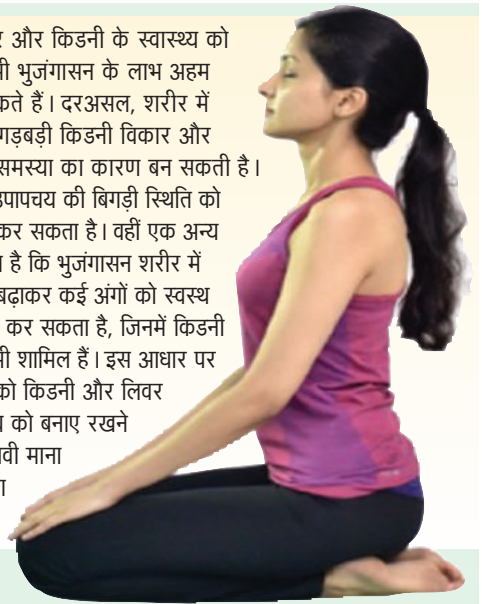 और किडनी के स्वास्थ्य को
भुजंगासन के लाभ अहम
हैं। दरअसल, शरीर में
गड़बड़ी किडनी विकार और
समस्या का कारण बन सकती है।
उपापचय की बिगड़ी स्थिति को
कर सकता है। वहीं एक अन्य
है कि भुजंगासन शरीर में
बढ़ाकर कई अंगों को स्वस्थ
कर सकता है, जिनमें किडनी
शामिल हैं। इस आधार पर
को किडनी और लिवर
को बनाए रखने
माना